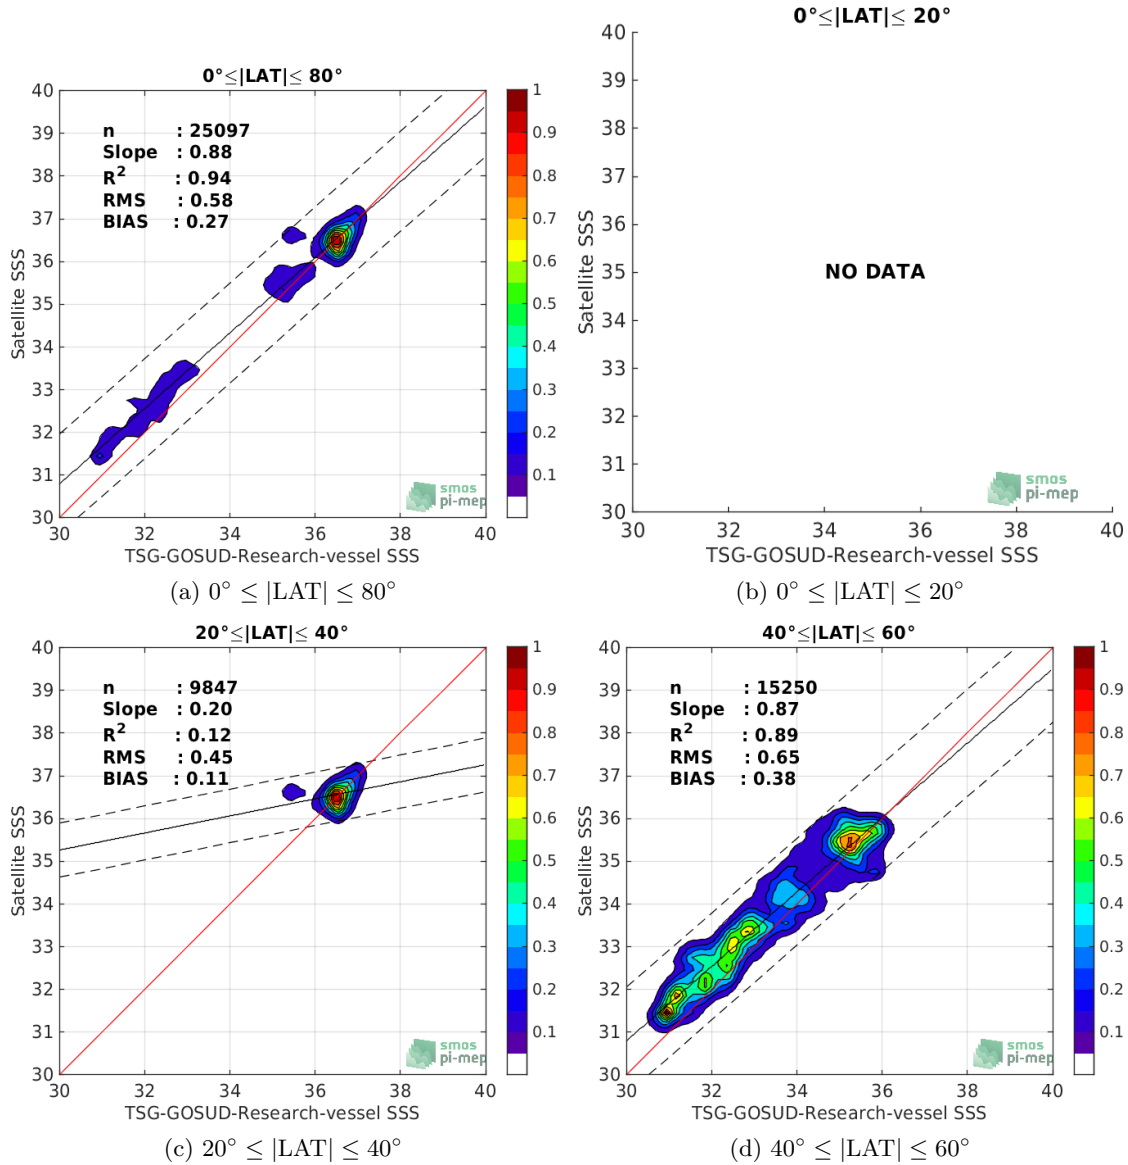 0°≤|LAT|≤ 80°
n : 25097
Slope : 0.88
R² : 0.94
RMS : 0.58
BIAS : 0.27
40
39
38
37
36
35
34
33
32
31
30
30 32 34 36 38 40
Satellite SSS
TSG-GOSUD-Research-vessel SSS
1
0.9
0.8
0.7
0.6
0.5
0.4
0.3
0.2
0.1
smos
pi-mep
(a) 0° ≤ |LAT| ≤ 80°
0°≤|LAT|≤ 20°
NO DATA
40
39
38
37
36
35
34
33
32
31
30
30 32 34 36 38 40
Satellite SSS
TSG-GOSUD-Research-vessel SSS
smos
pi-mep
(b) 0° ≤ |LAT| ≤ 20°
20°≤|LAT|≤ 40°
n : 9847
Slope : 0.20
R² : 0.12
RMS : 0.45
BIAS : 0.11
40
39
38
37
36
35
34
33
32
31
30
30 32 34 36 38 40
Satellite SSS
TSG-GOSUD-Research-vessel SSS
1
0.9
0.8
0.7
0.6
0.5
0.4
0.3
0.2
0.1
smos
pi-mep
(c) 20° ≤ |LAT| ≤ 40°
40°≤|LAT|≤ 60°
n : 15250
Slope : 0.87
R² : 0.89
RMS : 0.65
BIAS : 0.38
40
39
38
37
36
35
34
33
32
31
30
30 32 34 36 38 40
Satellite SSS
TSG-GOSUD-Research-vessel SSS
1
0.9
0.8
0.7
0.6
0.5
0.4
0.3
0.2
0.1
smos
pi-mep
(d) 40° ≤ |LAT| ≤ 60°